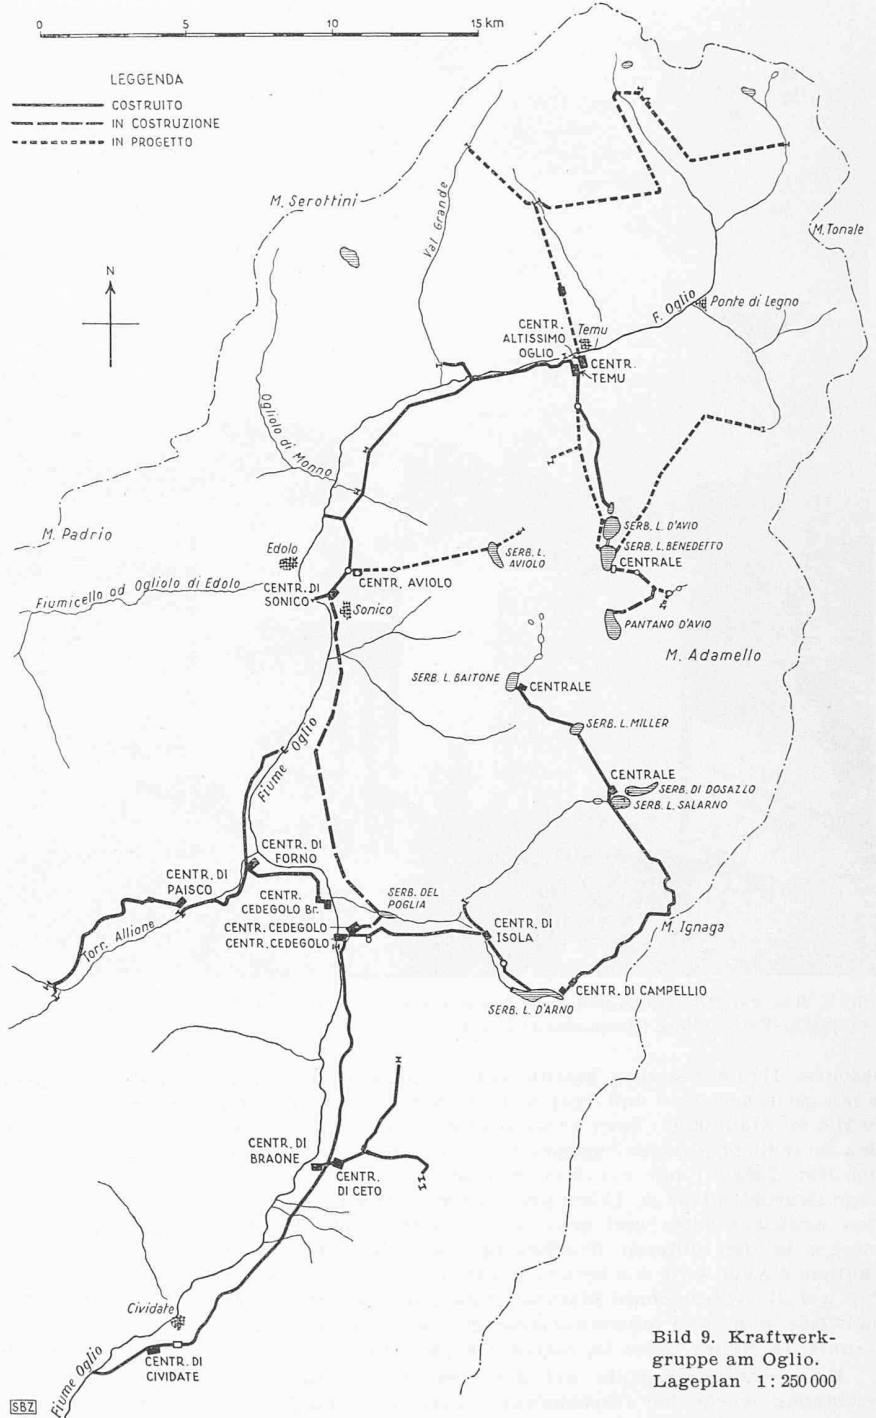 0 5 10 15 km
LEGGENDA
COSTRUITO
IN COSTRUZIONE
IN PROGETTO
M. Serottini
Val Grande
M. Tonale
N
F. Oglio
Ponte di Legno
CENTR.
ALTISSIMO
OGLIO
Temu
CENTR.
TEMU
Ogliolo di Monno
M. Padrio
Edolo
SERB. L.
AVIOLO
SERB. L. D'AVIO
SERB. L. BENEDETTO
CENTRALE
CENTR. AVIOLO
CENTR. DI
SONICO
Fiumicello od Ogliolo di Edolo
Sonico
PANTANO D'AVIO
M. Adamello
SERB. L. BAITONE
CENTRALE
SERB. L. MILLER
Fiume Oglio
CENTRALE
SERB. DI DOSAZZO
SERB. L. SALARNO
CENTR. DI
FORNO
CENTR. DI
PAISCO
CENTR.
CEDEGOLO Br.
SERB. DEL
POGLIA
CENTR. CEDEGOLO
CENTR. CEDEGOLO
CENTR. DI
ISOLA
M. Ignaga
Torr. Allione
CENTR. DI CAMPELLIO
SERB. L. D'ARNO
CENTR. DI
BRAONE
CENTR.
DI CETO
Cividate
CENTR. DI
CIVIDATE
Fiume Oglio
Bild 9. Kraftwerk-
gruppe am Oglio.
Lageplan 1 : 250 000
SBZ